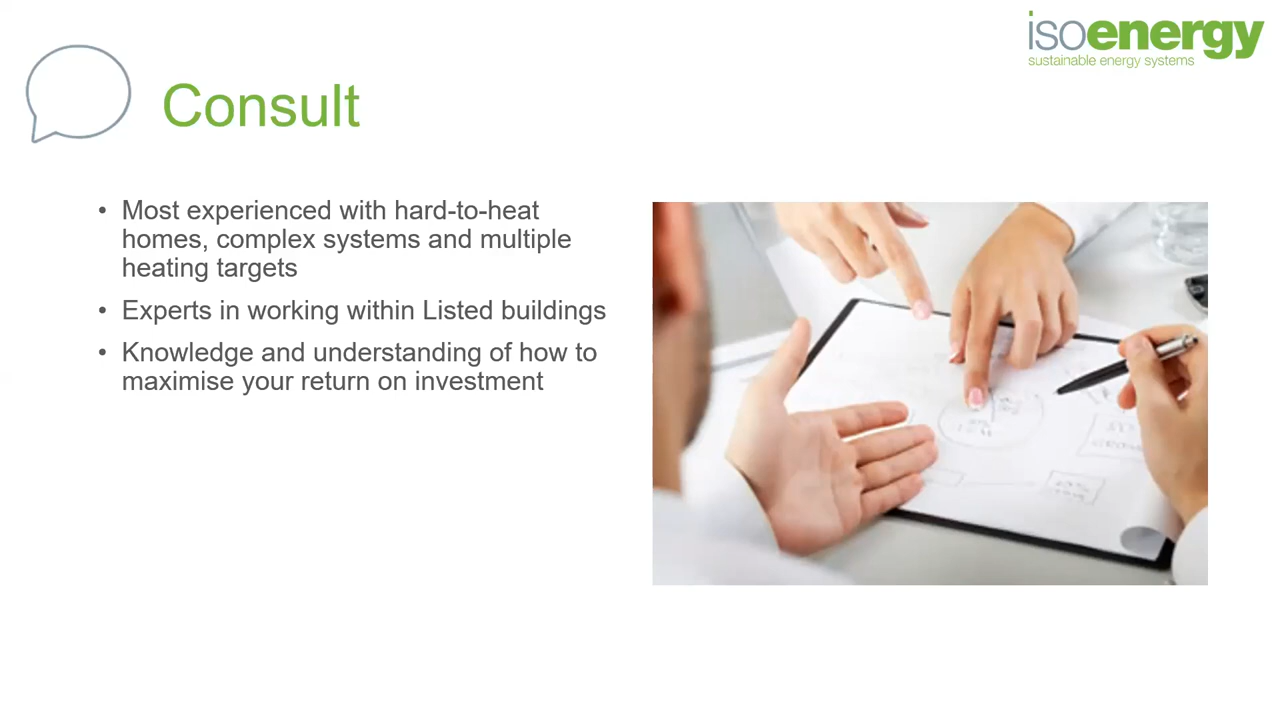 isoenergy
sustainable energy systems
Consult
• Most experienced with hard-to-heat
homes, complex systems and multiple
heating targets
• Experts in working within Listed buildings
• Knowledge and understanding of how to
maximise your return on investment